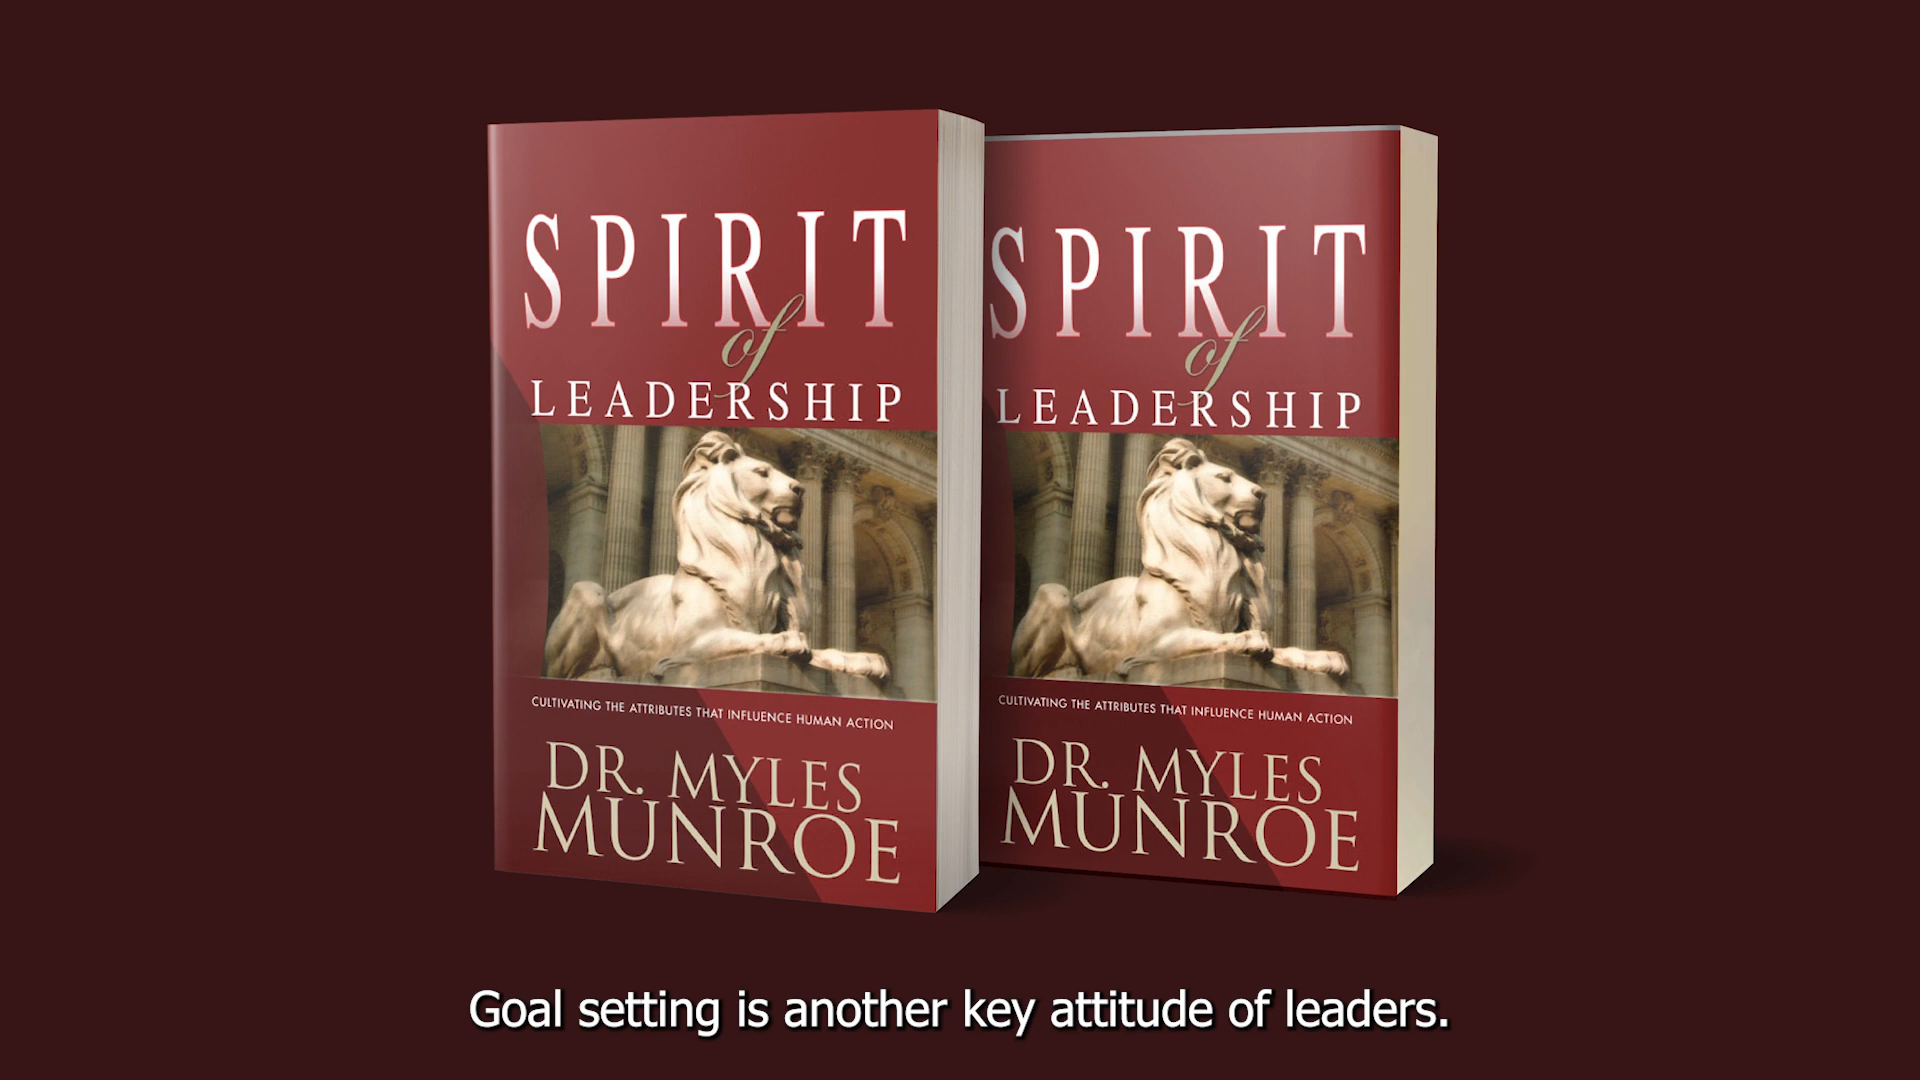 SPIRIT
of
LEADERSHIP
CULTIVATING THE ATTRIBUTES THAT INFLUENCE HUMAN ACTION
DR. MYLES
MUNROE
SPIRIT
of
LEADERSHIP
CULTIVATING THE ATTRIBUTES THAT INFLUENCE HUMAN ACTION
DR. MYLES
MUNROE
Goal setting is another key attitude of leaders.